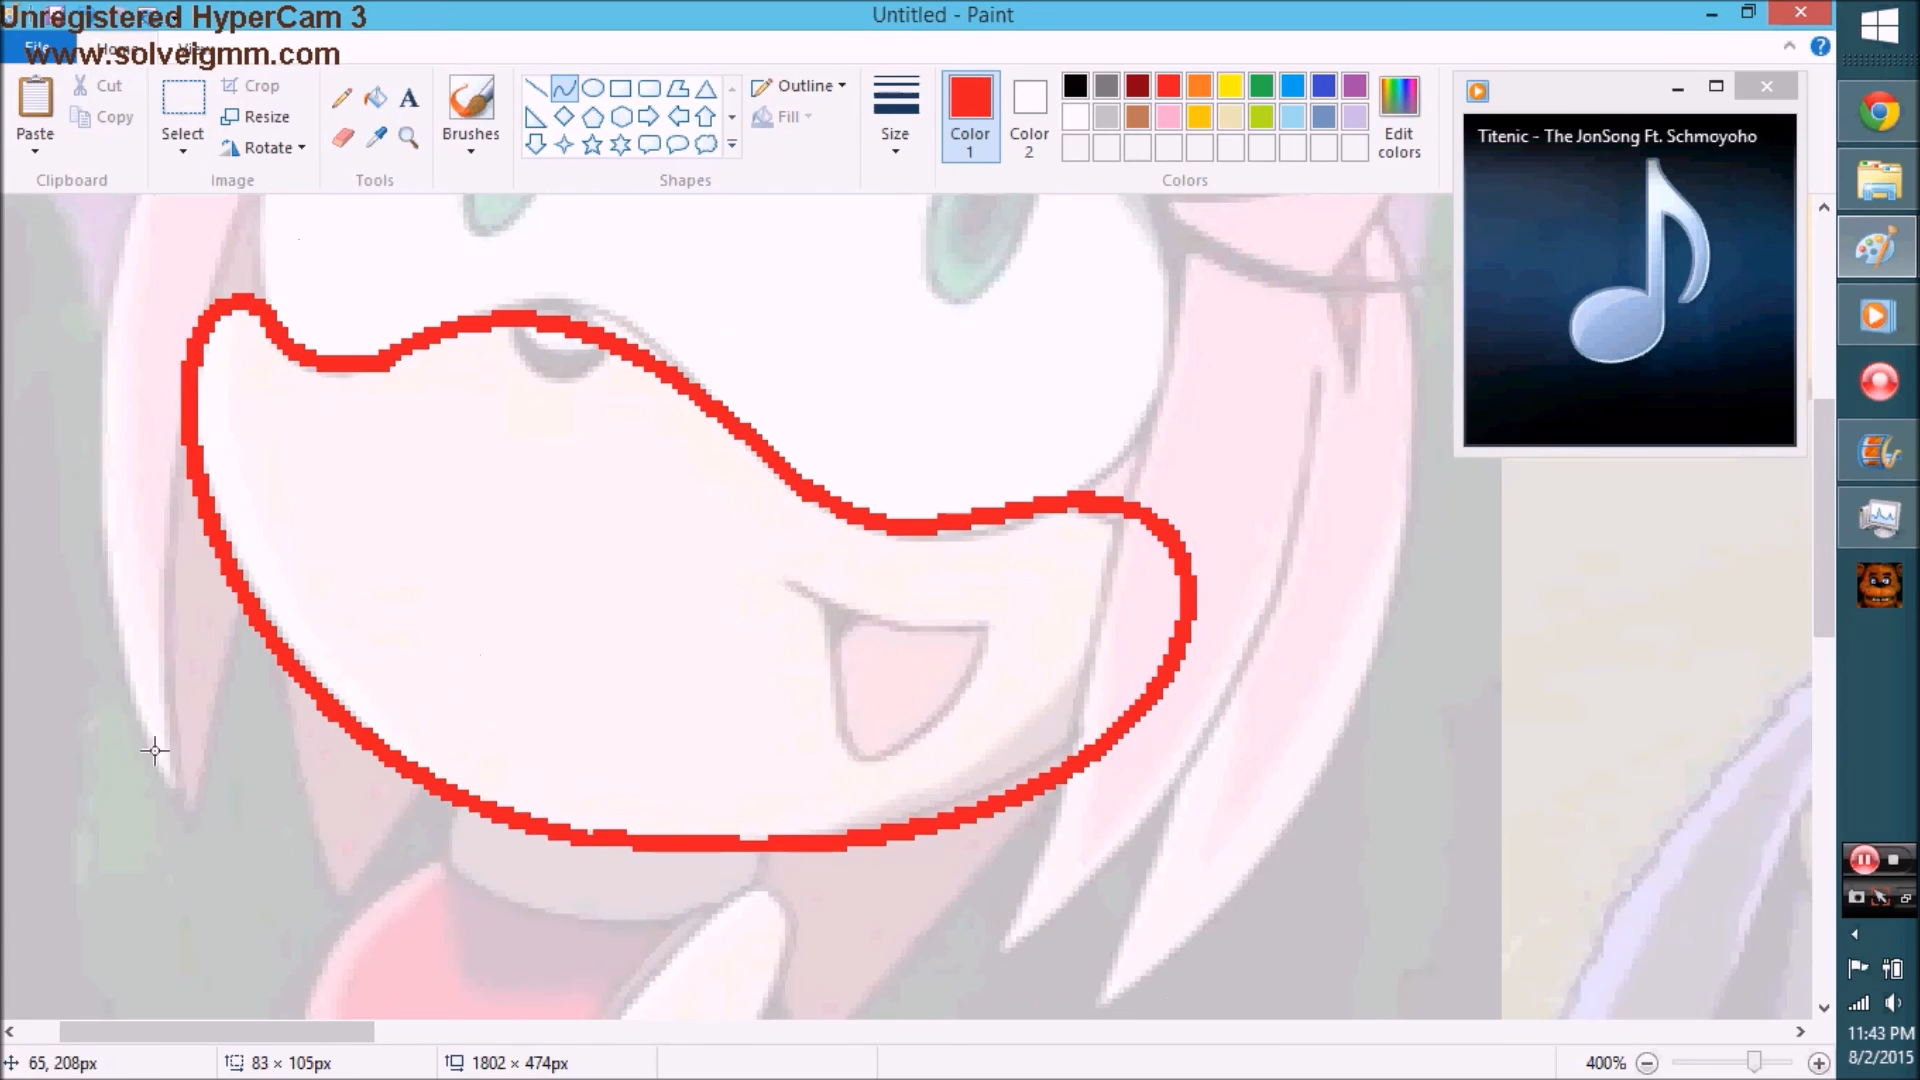 Unregistered HyperCam 3
www.solveigmm.com
Untitled - Paint
File
Home
View
Paste
Cut
Copy
Clipboard
Select
Crop
Resize
Rotate
Image
A
Tools
Brushes
Shapes
Outline
Fill
Size
Color 1
Color 2
Edit colors
Colors
Titenic - The JonSong Ft. Schmoyoho
65, 208px
83 × 105px
1802 × 474px
400%
11:43 PM
8/2/2015